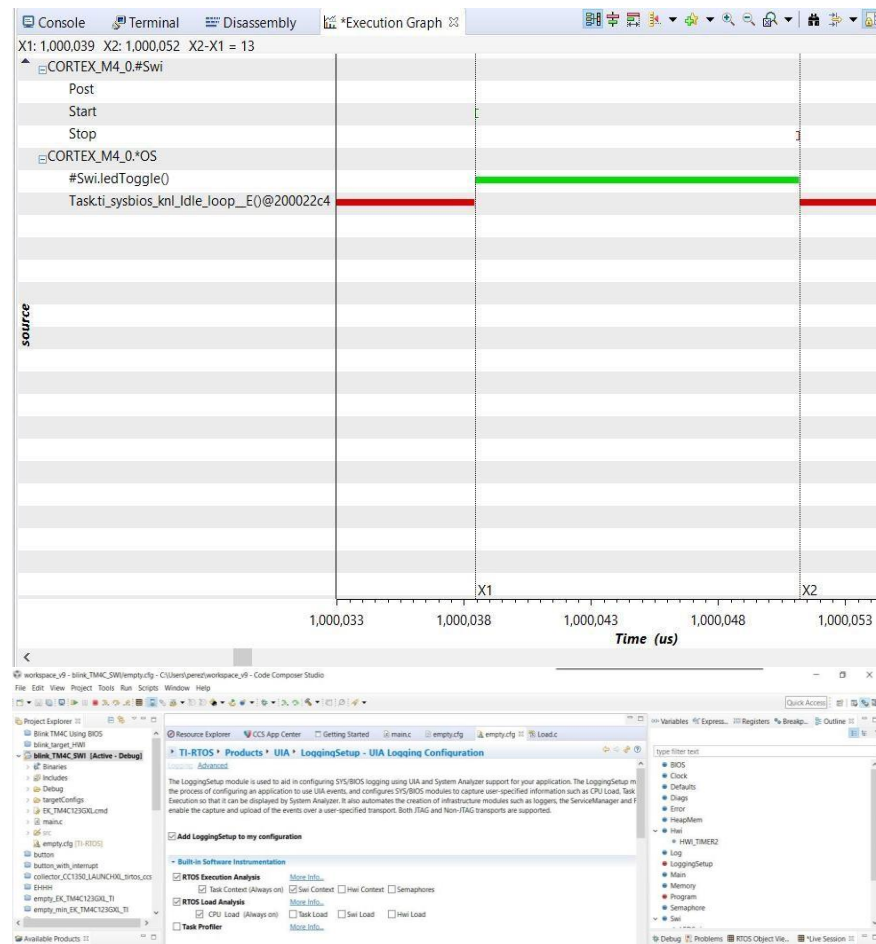 Console Terminal Disassembly *Execution Graph
X1: 1,000,039 X2: 1,000,052 X2-X1 = 13
CORTEX_M4_0.#Swi
Post
Start
Stop
CORTEX_M4_0.*OS
#Swi.ledToggle()
Task.ti_sysbios_knl_Idle_loop__E()@200022c4
source
X1 X2
1,000,033 1,000,038 1,000,043 1,000,048 1,000,053
Time (us)
workspace_v9 - blink_TM4C_SWI/empty.cfg - C:\Users\perez\workspace_v9 - Code Composer Studio
File Edit View Project Tools Run Scripts Window Help
Quick Access
Project Explorer
Blink TM4C Using BIOS
blink_target_HWI
blink_TM4C_SWI [Active - Debug]
Binaries
Includes
Debug
targetConfigs
EK_TM4C123GXL.cmd
main.c
src
empty.cfg [TI-RTOS]
button
button_with_interrupt
collector_CC1350_LAUNCHXL_tirtos_ccs
EHHH
empty_EK_TM4C123GXL_TI
empty_min_EK_TM4C123GXL_TI
Available Products
Resource Explorer CCS App Center Getting Started main.c empty.cfg empty.cfg Load.c
TI-RTOS Products UIA LoggingSetup - UIA Logging Configuration
Advanced
The LoggingSetup module is used to aid in configuring SYS/BIOS logging using UIA and System Analyzer support for your application. The LoggingSetup m
the process of configuring an application to use UIA events, and configures SYS/BIOS modules to capture user-specified information such as CPU Load, Task
Execution so that it can be displayed by System Analyzer. It also automates the creation of infrastructure modules such as loggers, the ServiceManager and R
enable the capture and upload of the events over a user-specified transport. Both JTAG and Non-JTAG transports are supported.
Add LoggingSetup to my configuration
Built-in Software Instrumentation
RTOS Execution Analysis More Info...
Task Context (Always on) Swi Context Hwi Context Semaphores
RTOS Load Analysis More Info...
CPU Load (Always on) Task Load Swi Load Hwi Load
Task Profiler More Info...
Variables Express... Registers Breakp... Outline
type filter text
BIOS
Clock
Defaults
Diags
Error
HeapMem
Hwi
HWI_TIMER2
Log
LoggingSetup
Main
Memory
Program
Semaphore
Swi
Debug Problems RTOS Object Vie... *Live Session